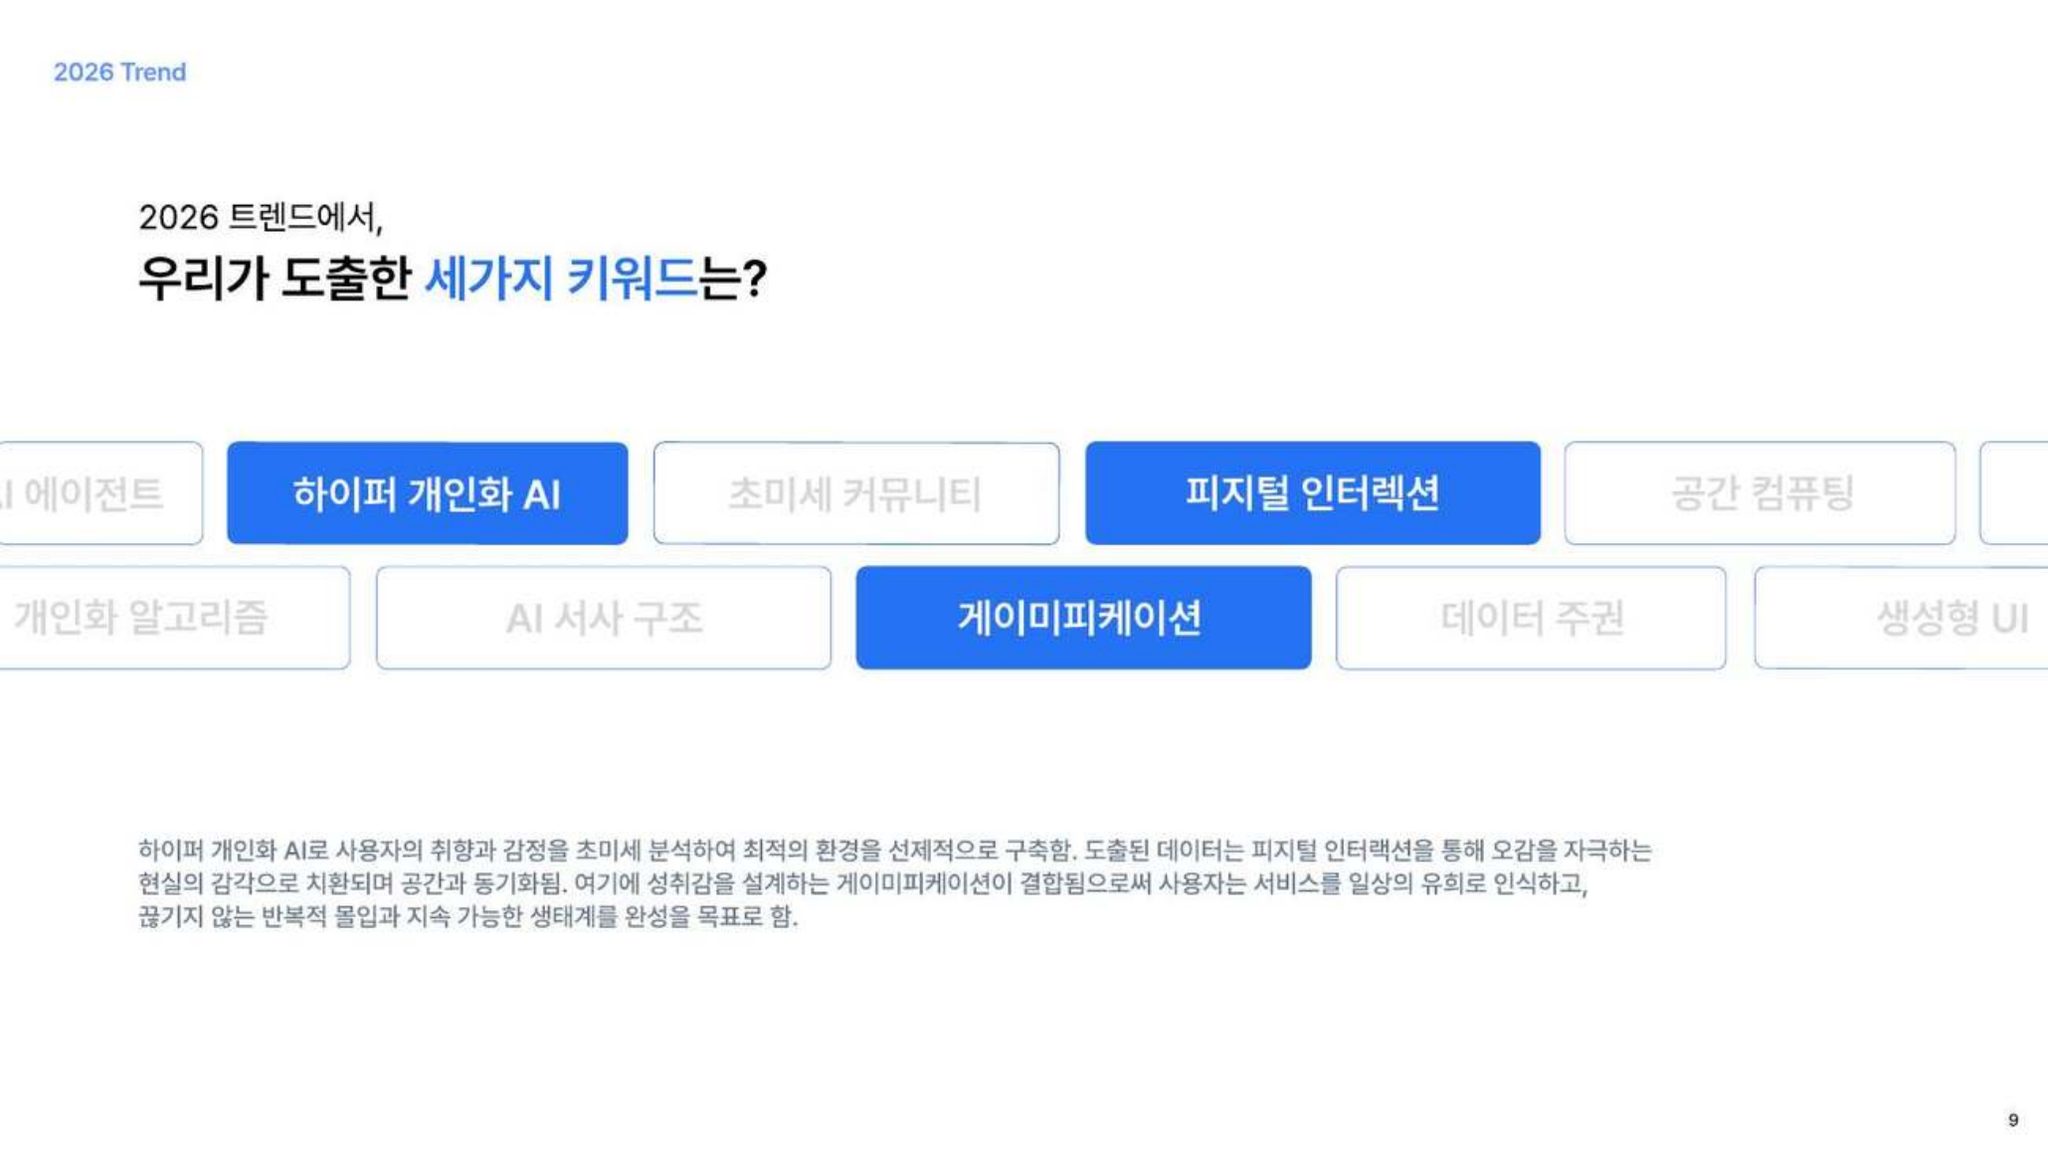 2026 Trend
2026 트렌드에서,
우리가 도출한 세가지 키워드는?
에이전트
하이퍼 개인화 AI
초미세 커뮤니티
피지털 인터렉션
공간 컴퓨팅
개인화 알고리즘
AI 서사 구조
게이미피케이션
데이터 주권
생성형 UI
하이퍼 개인화 AI로 사용자의 취향과 감정을 초미세 분석하여 최적의 환경을 선제적으로 구축함. 도출된 데이터는 피지털 인터랙션을 통해 오감을 자극하는
현실의 감각으로 치환되며 공간과 동기화됨. 여기에 성취감을 설계하는 게이미피케이션이 결합됨으로써 사용자는 서비스를 일상의 유희로 인식하고,
끊기지 않는 반복적 몰입과 지속 가능한 생태계를 완성을 목표로 함.
9